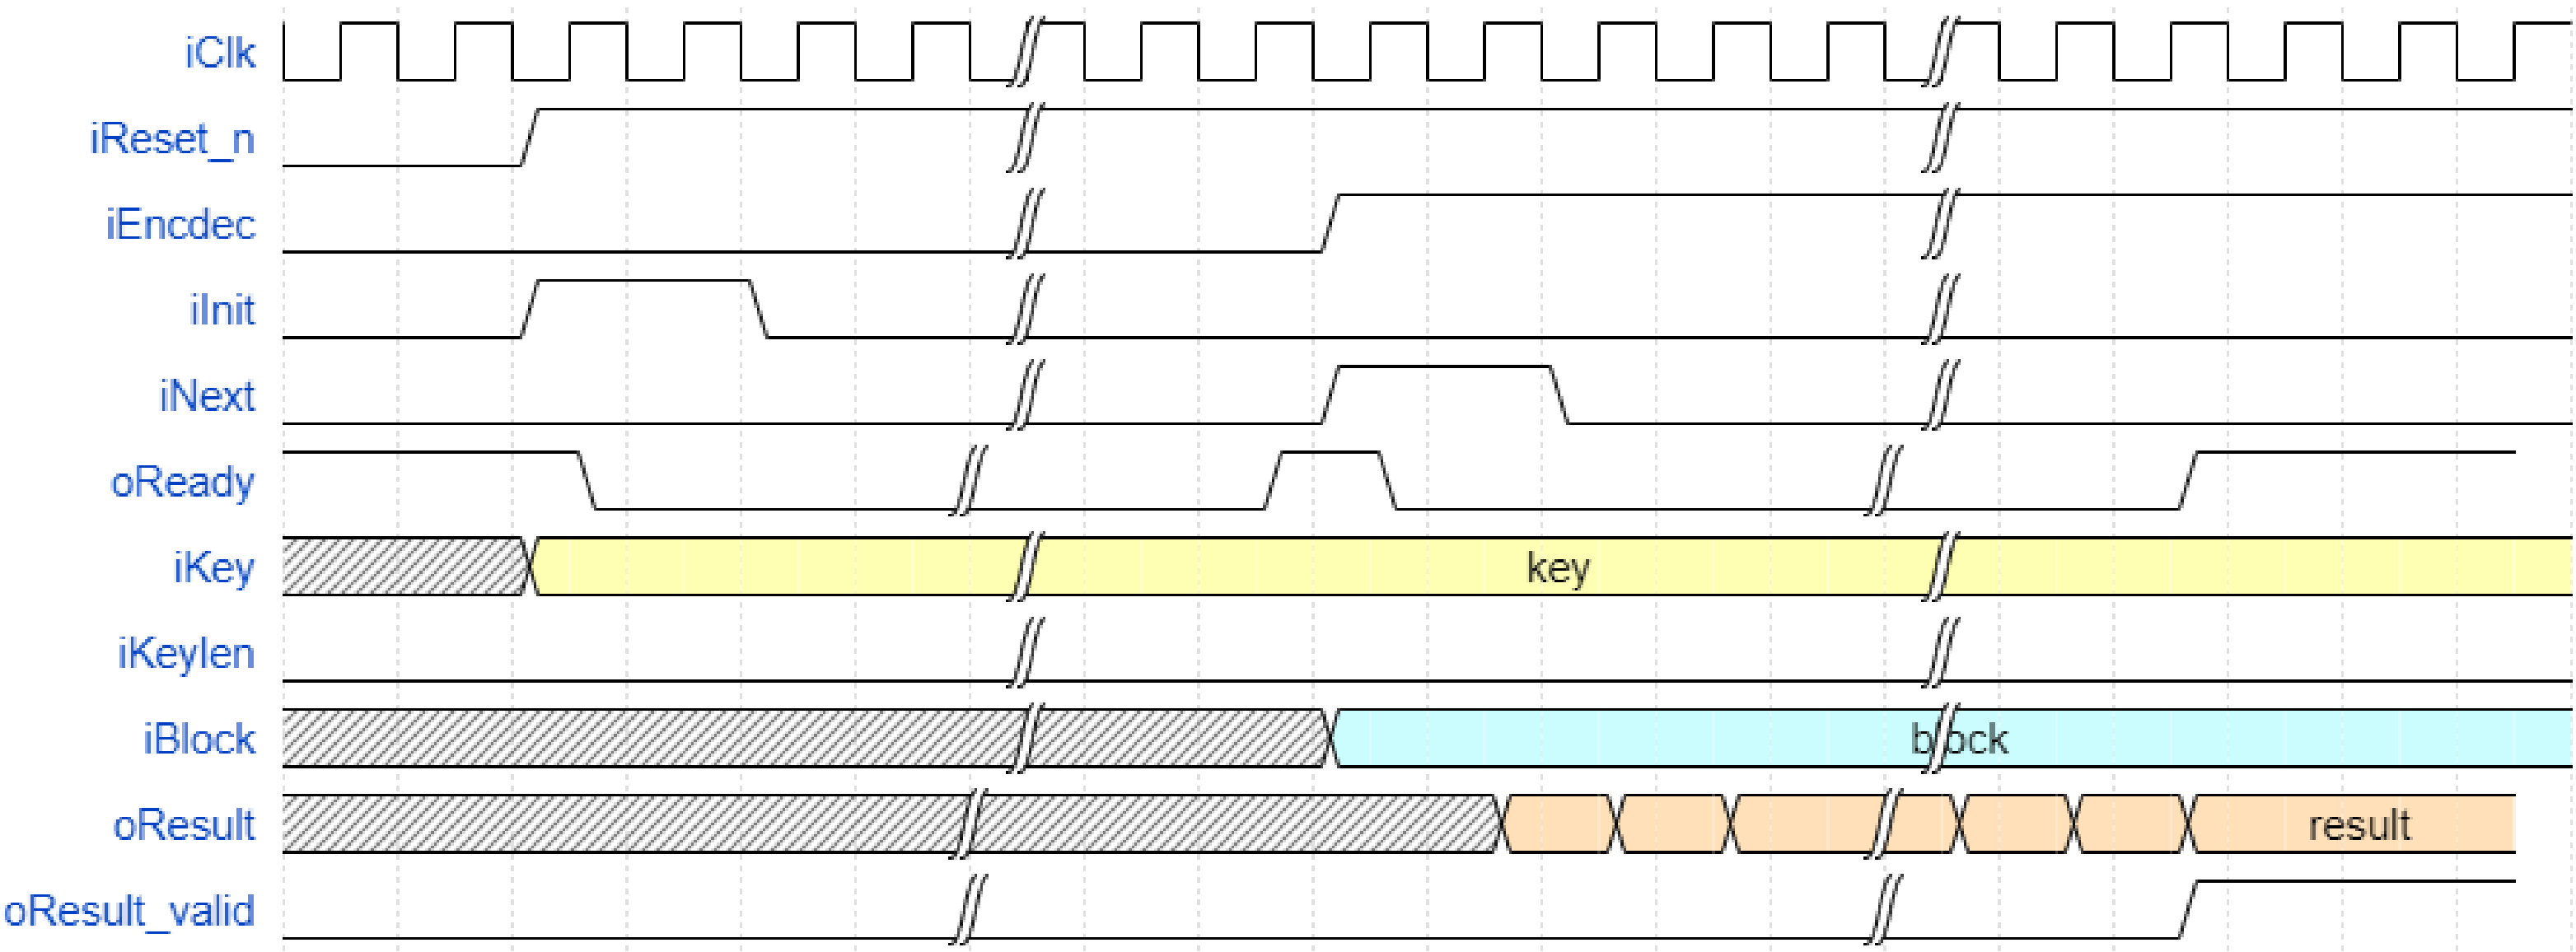 iClk
iReset_n
iEncdec
iInit
iNext
oReady
iKey
key
iKeylen
iBlock
block
oResult
result
oResult_valid